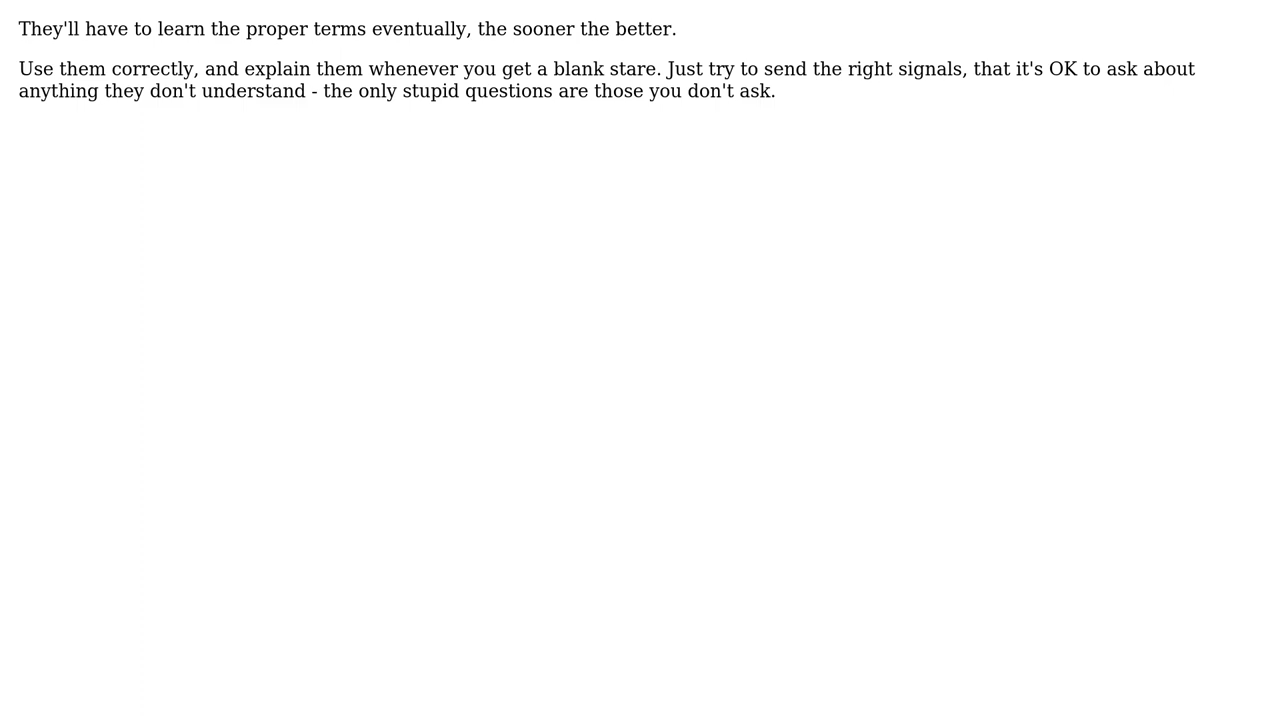 They'll have to learn the proper terms eventually, the sooner the better.
Use them correctly, and explain them whenever you get a blank stare. Just try to send the right signals, that it's OK to ask about
anything they don't understand - the only stupid questions are those you don't ask.